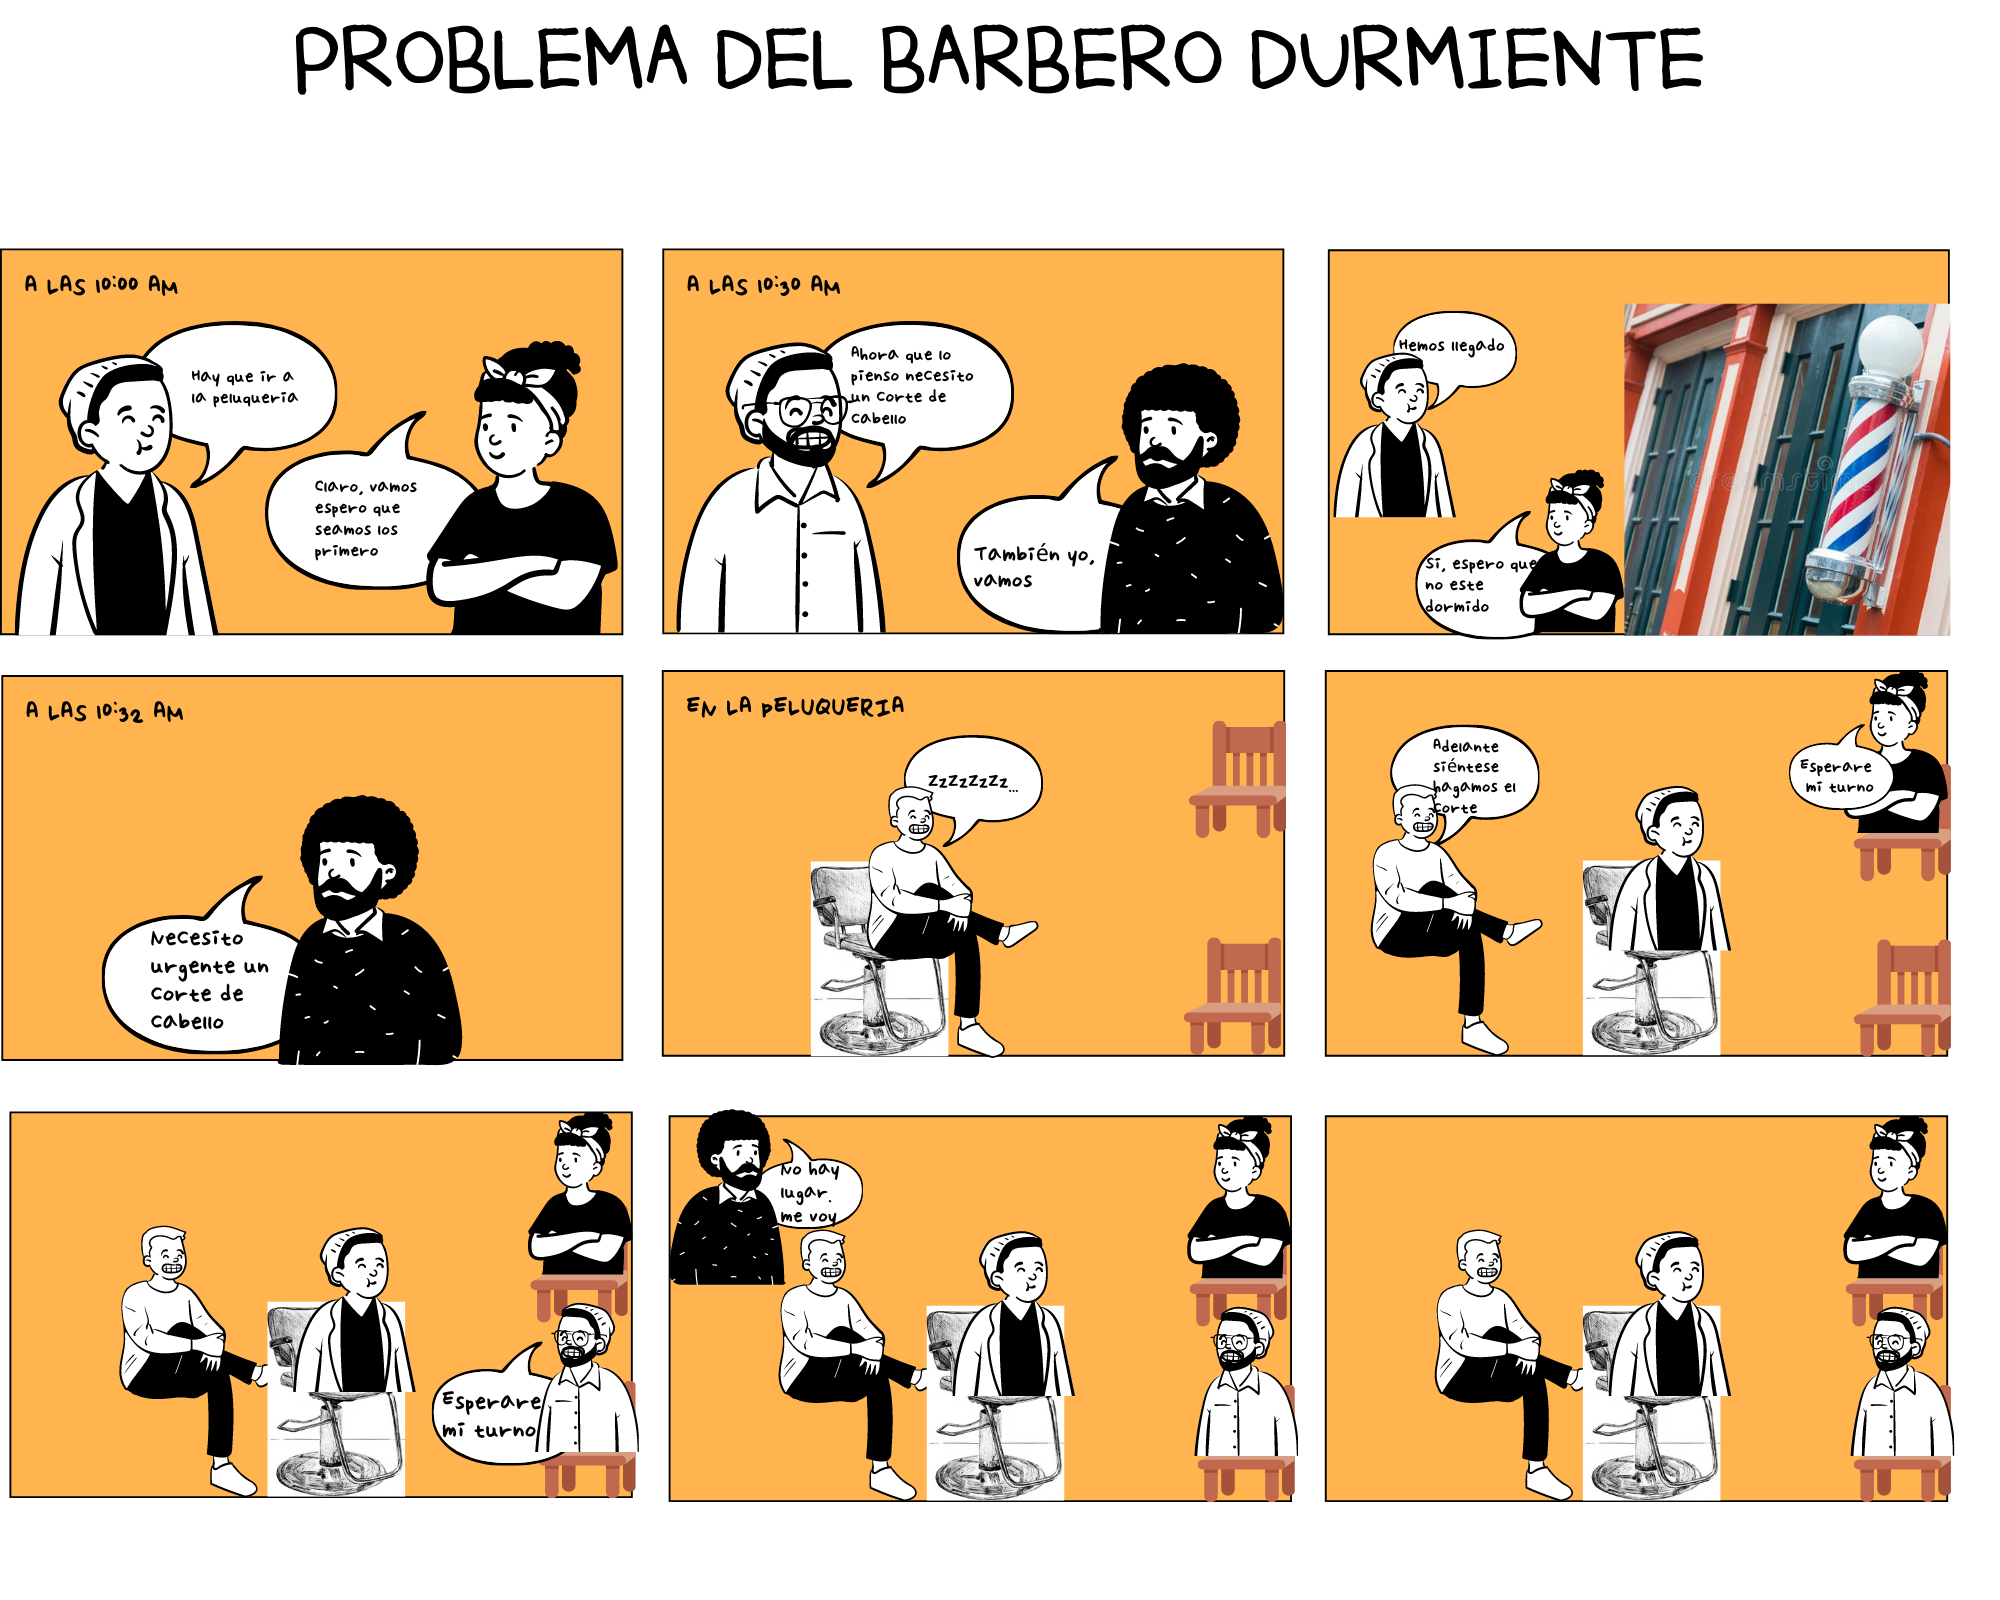 PROBLEMA DEL BARBERO DURMIENTE
A LAS 10:00 AM
Hay que ir a
la peluqueria
Claro, vamos
espero que
seamos los
primero
A LAS 10:30 AM
Ahora que lo
pienso necesito
un corte de
cabello
También yo,
vamos
Hemos llegado
Si, espero que
no este
dormido
dreamstime
A LAS 10:32 AM
Necesito
urgente un
corte de
cabello
EN LA PELUQUERIA
ZZZZZZZZ...
Adelante
siéntese
hagamos el
corte
Esperare
mi turno
Esperare
mi turno
No hay
lugar.
me voy